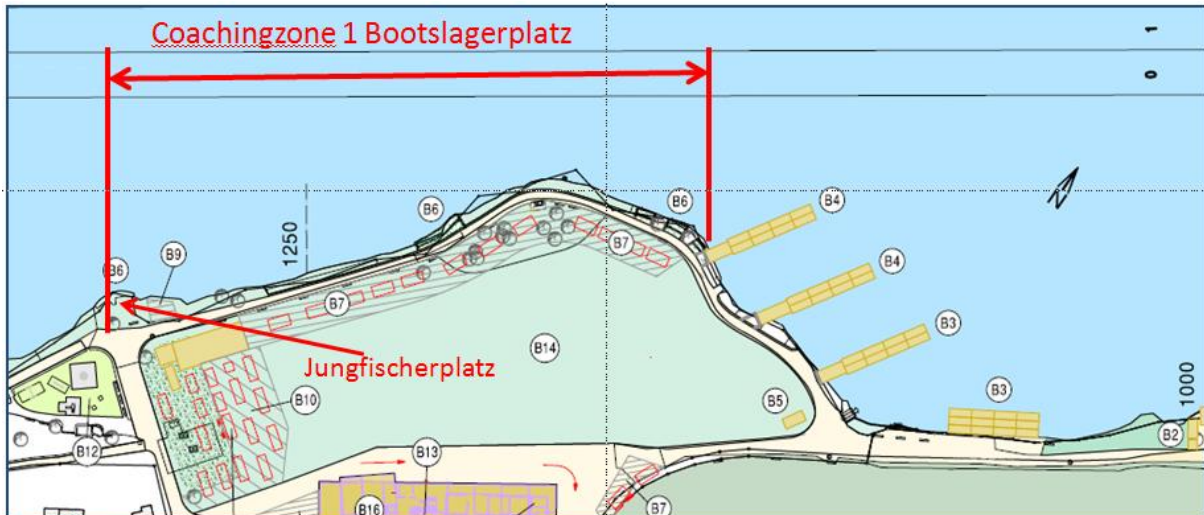 Coachingzone 1 Bootslagerplatz
1
0
B6
B6
B4
N
B9
1250
B6
B7
B4
B7
B3
Jungfischerplatz
B14
B10
B5
B3
1000
B12
B2
B13
B16
B7